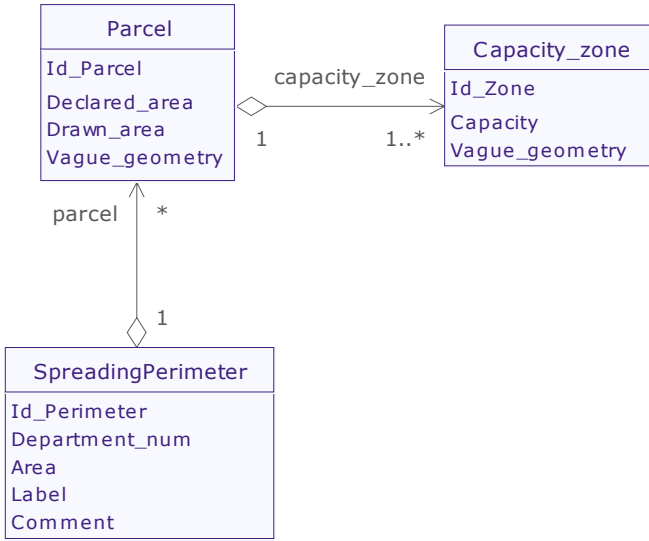 Parcel
Id_Parcel
Declared_area
Drawn_area
Vague_geometry
capacity_zone
1
1..*
Capacity_zone
Id_Zone
Capacity
Vague_geometry
parcel
*
1
SpreadingPerimeter
Id_Perimeter
Department_num
Area
Label
Comment